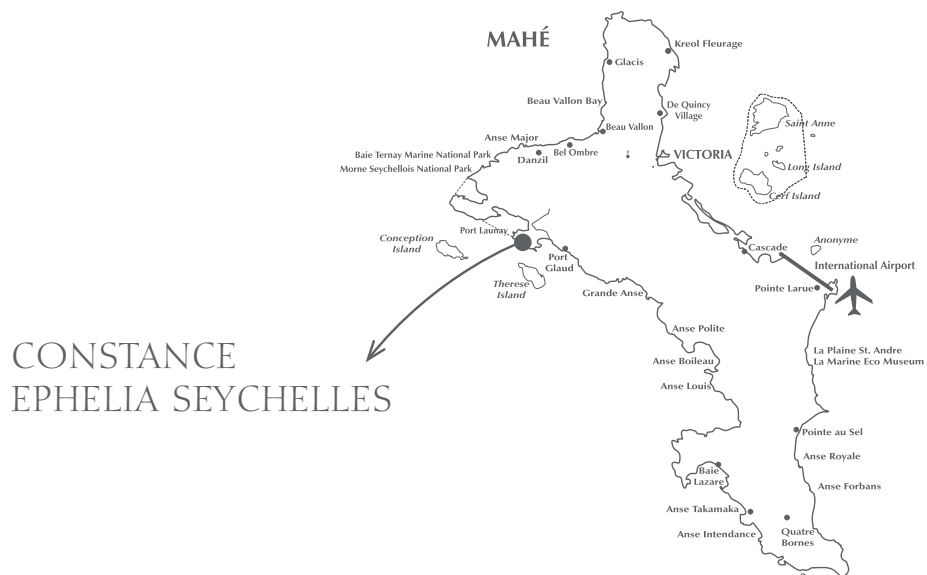 MAHÉ
Kreol Fleurage
Glacis
Beau Vallon Bay
De Quincy
Village
Beau Vallon
Saint Anne
Anse Major
Bel Ombre
Danzil
VICTORIA
Baie Ternay Marine National Park
Morne Seychellois National Park
Long Island
Cerf Island
Port Launay
Conception
Island
Cascade
Anonyme
Port
Glaud
International Airport
Therese
Island
Grande Anse
Pointe Larue
Anse Polite
CONSTANCE
EPHELIA SEYCHELLES
La Plaine St. Andre
La Marine Eco Museum
Anse Boileau
Anse Louis
Pointe au Sel
Anse Royale
Baie
Lazare
Anse Forbans
Anse Takamaka
Anse Intendance
Quatre
Bornes